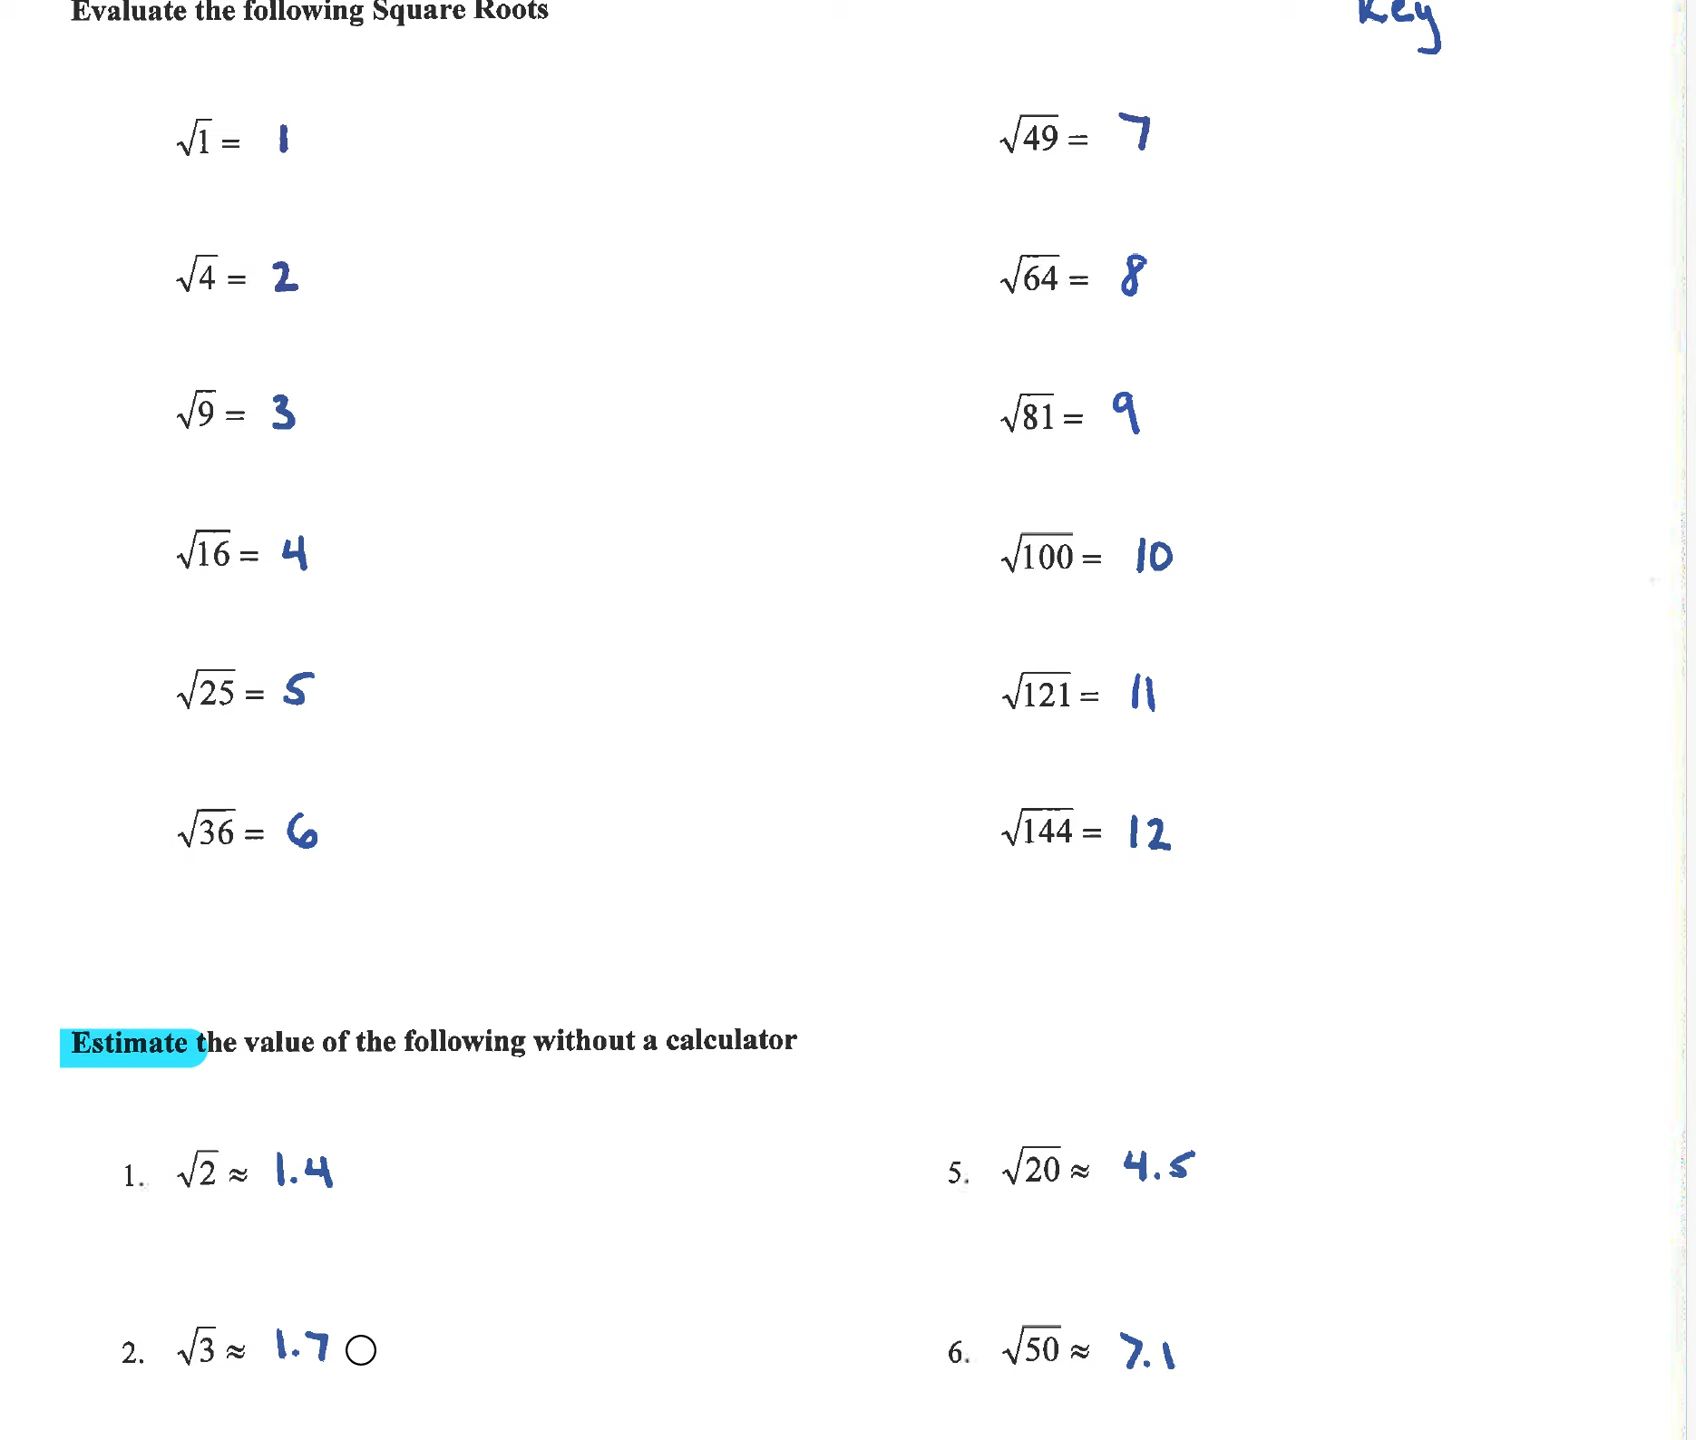 Evaluate the following Square Roots
Key
√1 = 1
√49 = 7
√4 = 2
√64 = 8
√9 = 3
√81 = 9
√16 = 4
√100 = 10
√25 = 5
√121 = 11
√36 = 6
√144 = 12
Estimate the value of the following without a calculator
1. √2 ≈ 1.4
5. √20 ≈ 4.5
2. √3 ≈ 1.7
6. √50 ≈ 7.1